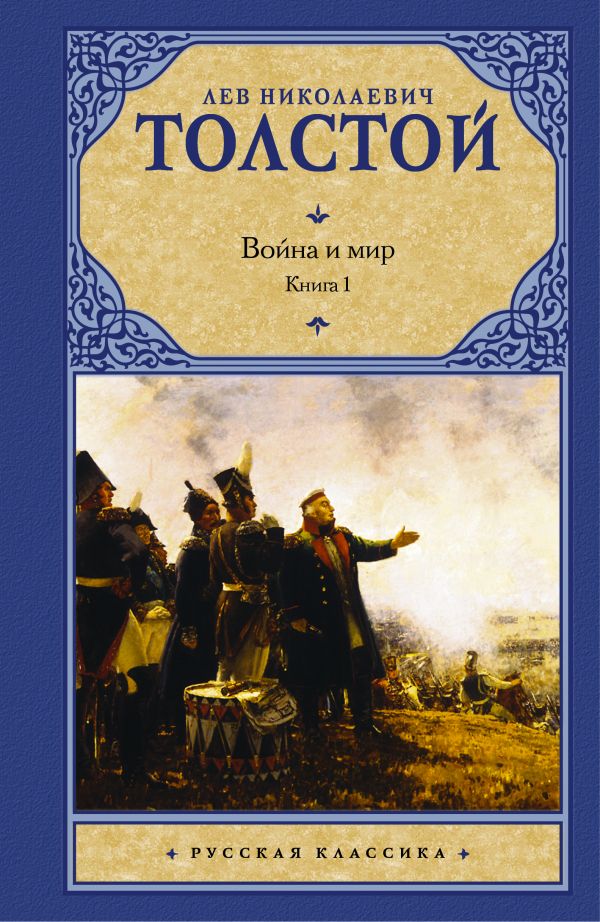 ЛЕВ НИКОЛАЕВИЧ
ТОЛСТОЙ
Война и мир
Книга 1
РУССКАЯ КЛАССИКА